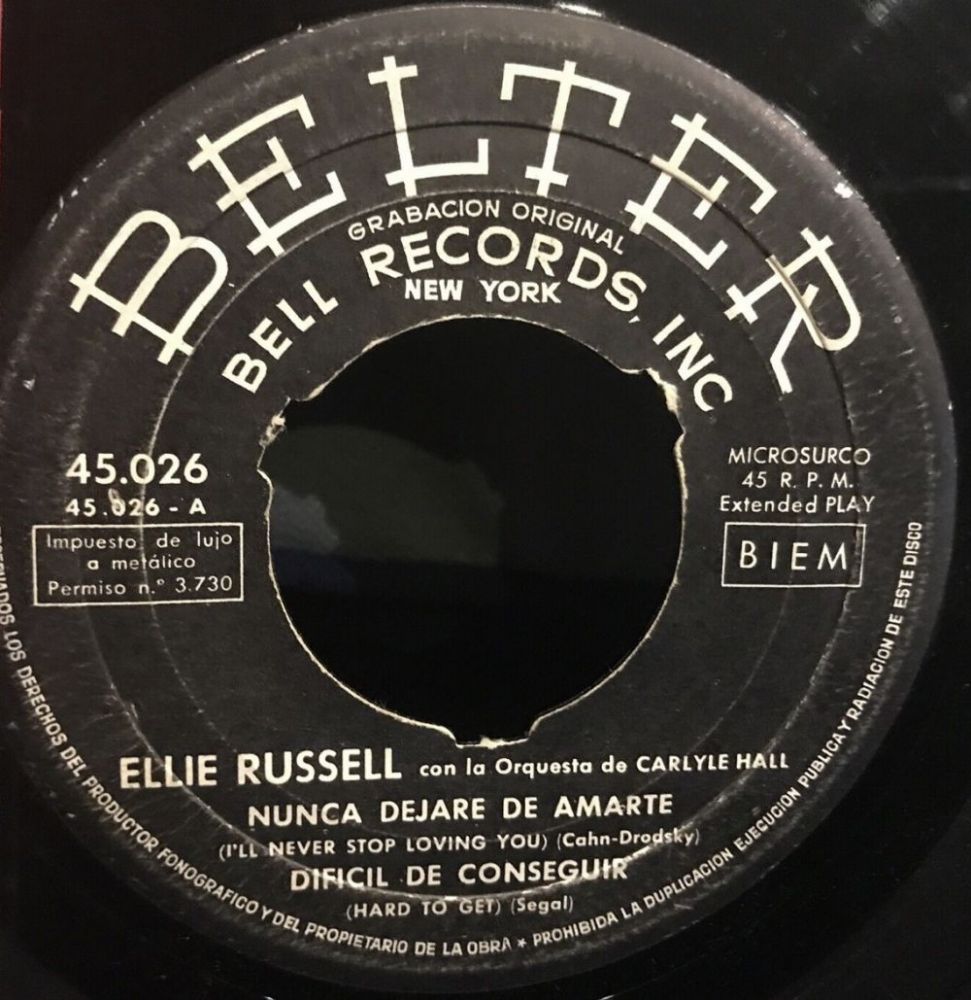 BELTER
GRABACION ORIGINAL
BELL RECORDS, INC
NEW YORK
45.026
45.026 - A
Impuesto de lujo
a metálico
Permiso n.º 3.730
MICROSURCO
45 R. P. M.
Extended PLAY
BIEM
ELLIE RUSSELL con la Orquesta de CARLYLE HALL
NUNCA DEJARE DE AMARTE
(I'LL NEVER STOP LOVING YOU) (Cahn-Drodsky)
DIFICIL DE CONSEGUIR
(HARD TO GET) (Segal)
LOS DERECHOS DEL PRODUCTOR FONOGRAFICO Y DEL PROPIETARIO DE LA OBRA * PROHIBIDA LA DUPLICACION EJECUCION PUBLICA Y RADIACION DE ESTE DISCO